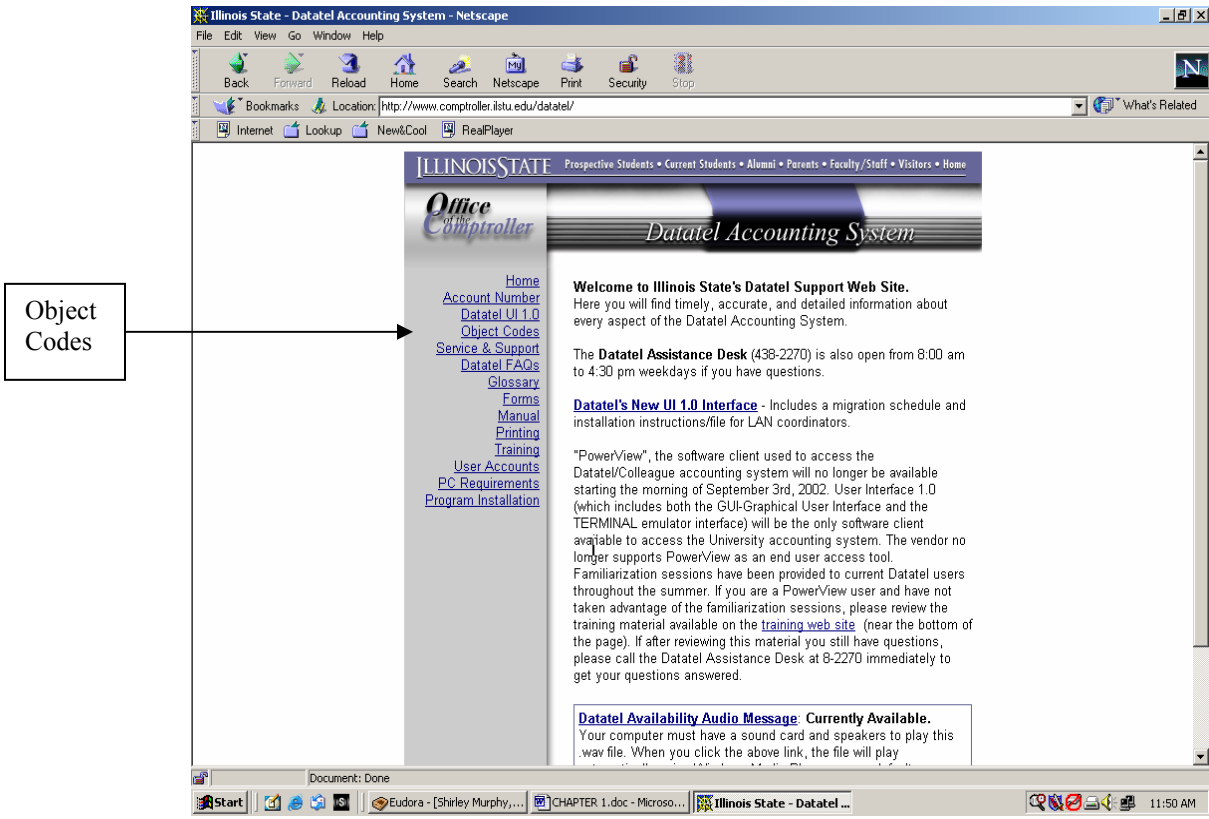 Illinois State - Datatel Accounting System - Netscape
File Edit View Go Window Help
Back Forward Reload Home Search Netscape Print Security Stop
My
N
Bookmarks Location: http://www.comptroller.ilstu.edu/datatel/ What's Related
Internet Lookup New&Cool RealPlayer
ILLINOIS STATE Prospective Students • Current Students • Alumni • Parents • Faculty/Staff • Visitors • Home
Office
of the
Comptroller
Datatel Accounting System
Object
Codes
Home
Account Number
Datatel UI 1.0
Object Codes
Service & Support
Datatel FAQs
Glossary
Forms
Manual
Printing
Training
User Accounts
PC Requirements
Program Installation
Welcome to Illinois State's Datatel Support Web Site.
Here you will find timely, accurate, and detailed information about
every aspect of the Datatel Accounting System.
The Datatel Assistance Desk (438-2270) is also open from 8:00 am
to 4:30 pm weekdays if you have questions.
Datatel's New UI 1.0 Interface - Includes a migration schedule and
installation instructions/file for LAN coordinators.
"PowerView", the software client used to access the
Datatel/Colleague accounting system will no longer be available
starting the morning of September 3rd, 2002. User Interface 1.0
(which includes both the GUI-Graphical User Interface and the
TERMINAL emulator interface) will be the only software client
available to access the University accounting system. The vendor no
longer supports PowerView as an end user access tool.
Familiarization sessions have been provided to current Datatel users
throughout the summer. If you are a PowerView user and have not
taken advantage of the familiarization sessions, please review the
training material available on the training web site (near the bottom of
the page). If after reviewing this material you still have questions,
please call the Datatel Assistance Desk at 8-2270 immediately to
get your questions answered.
Datatel Availability Audio Message: Currently Available.
Your computer must have a sound card and speakers to play this
.wav file. When you click the above link, the file will play
Document: Done
Start Eudora - [Shirley Murphy,... CHAPTER 1.doc - Microso... Illinois State - Datatel ... 11:50 AM